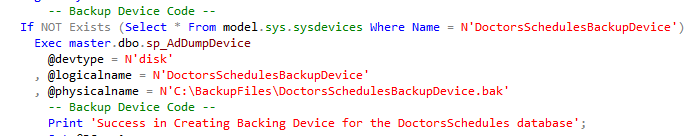 -- Backup Device Code --
If NOT Exists (Select * From model.sys.sysdevices Where Name = N'DoctorsSchedulesBackupDevice')
Exec master.dbo.sp_AdDumpDevice
@devtype = N'disk'
, @logicalname = N'DoctorsSchedulesBackupDevice'
, @physicalname = N'C:\BackupFiles\DoctorsSchedulesBackupDevice.bak'
-- Backup Device Code --
Print 'Success in Creating Backing Device for the DoctorsSchedules database';